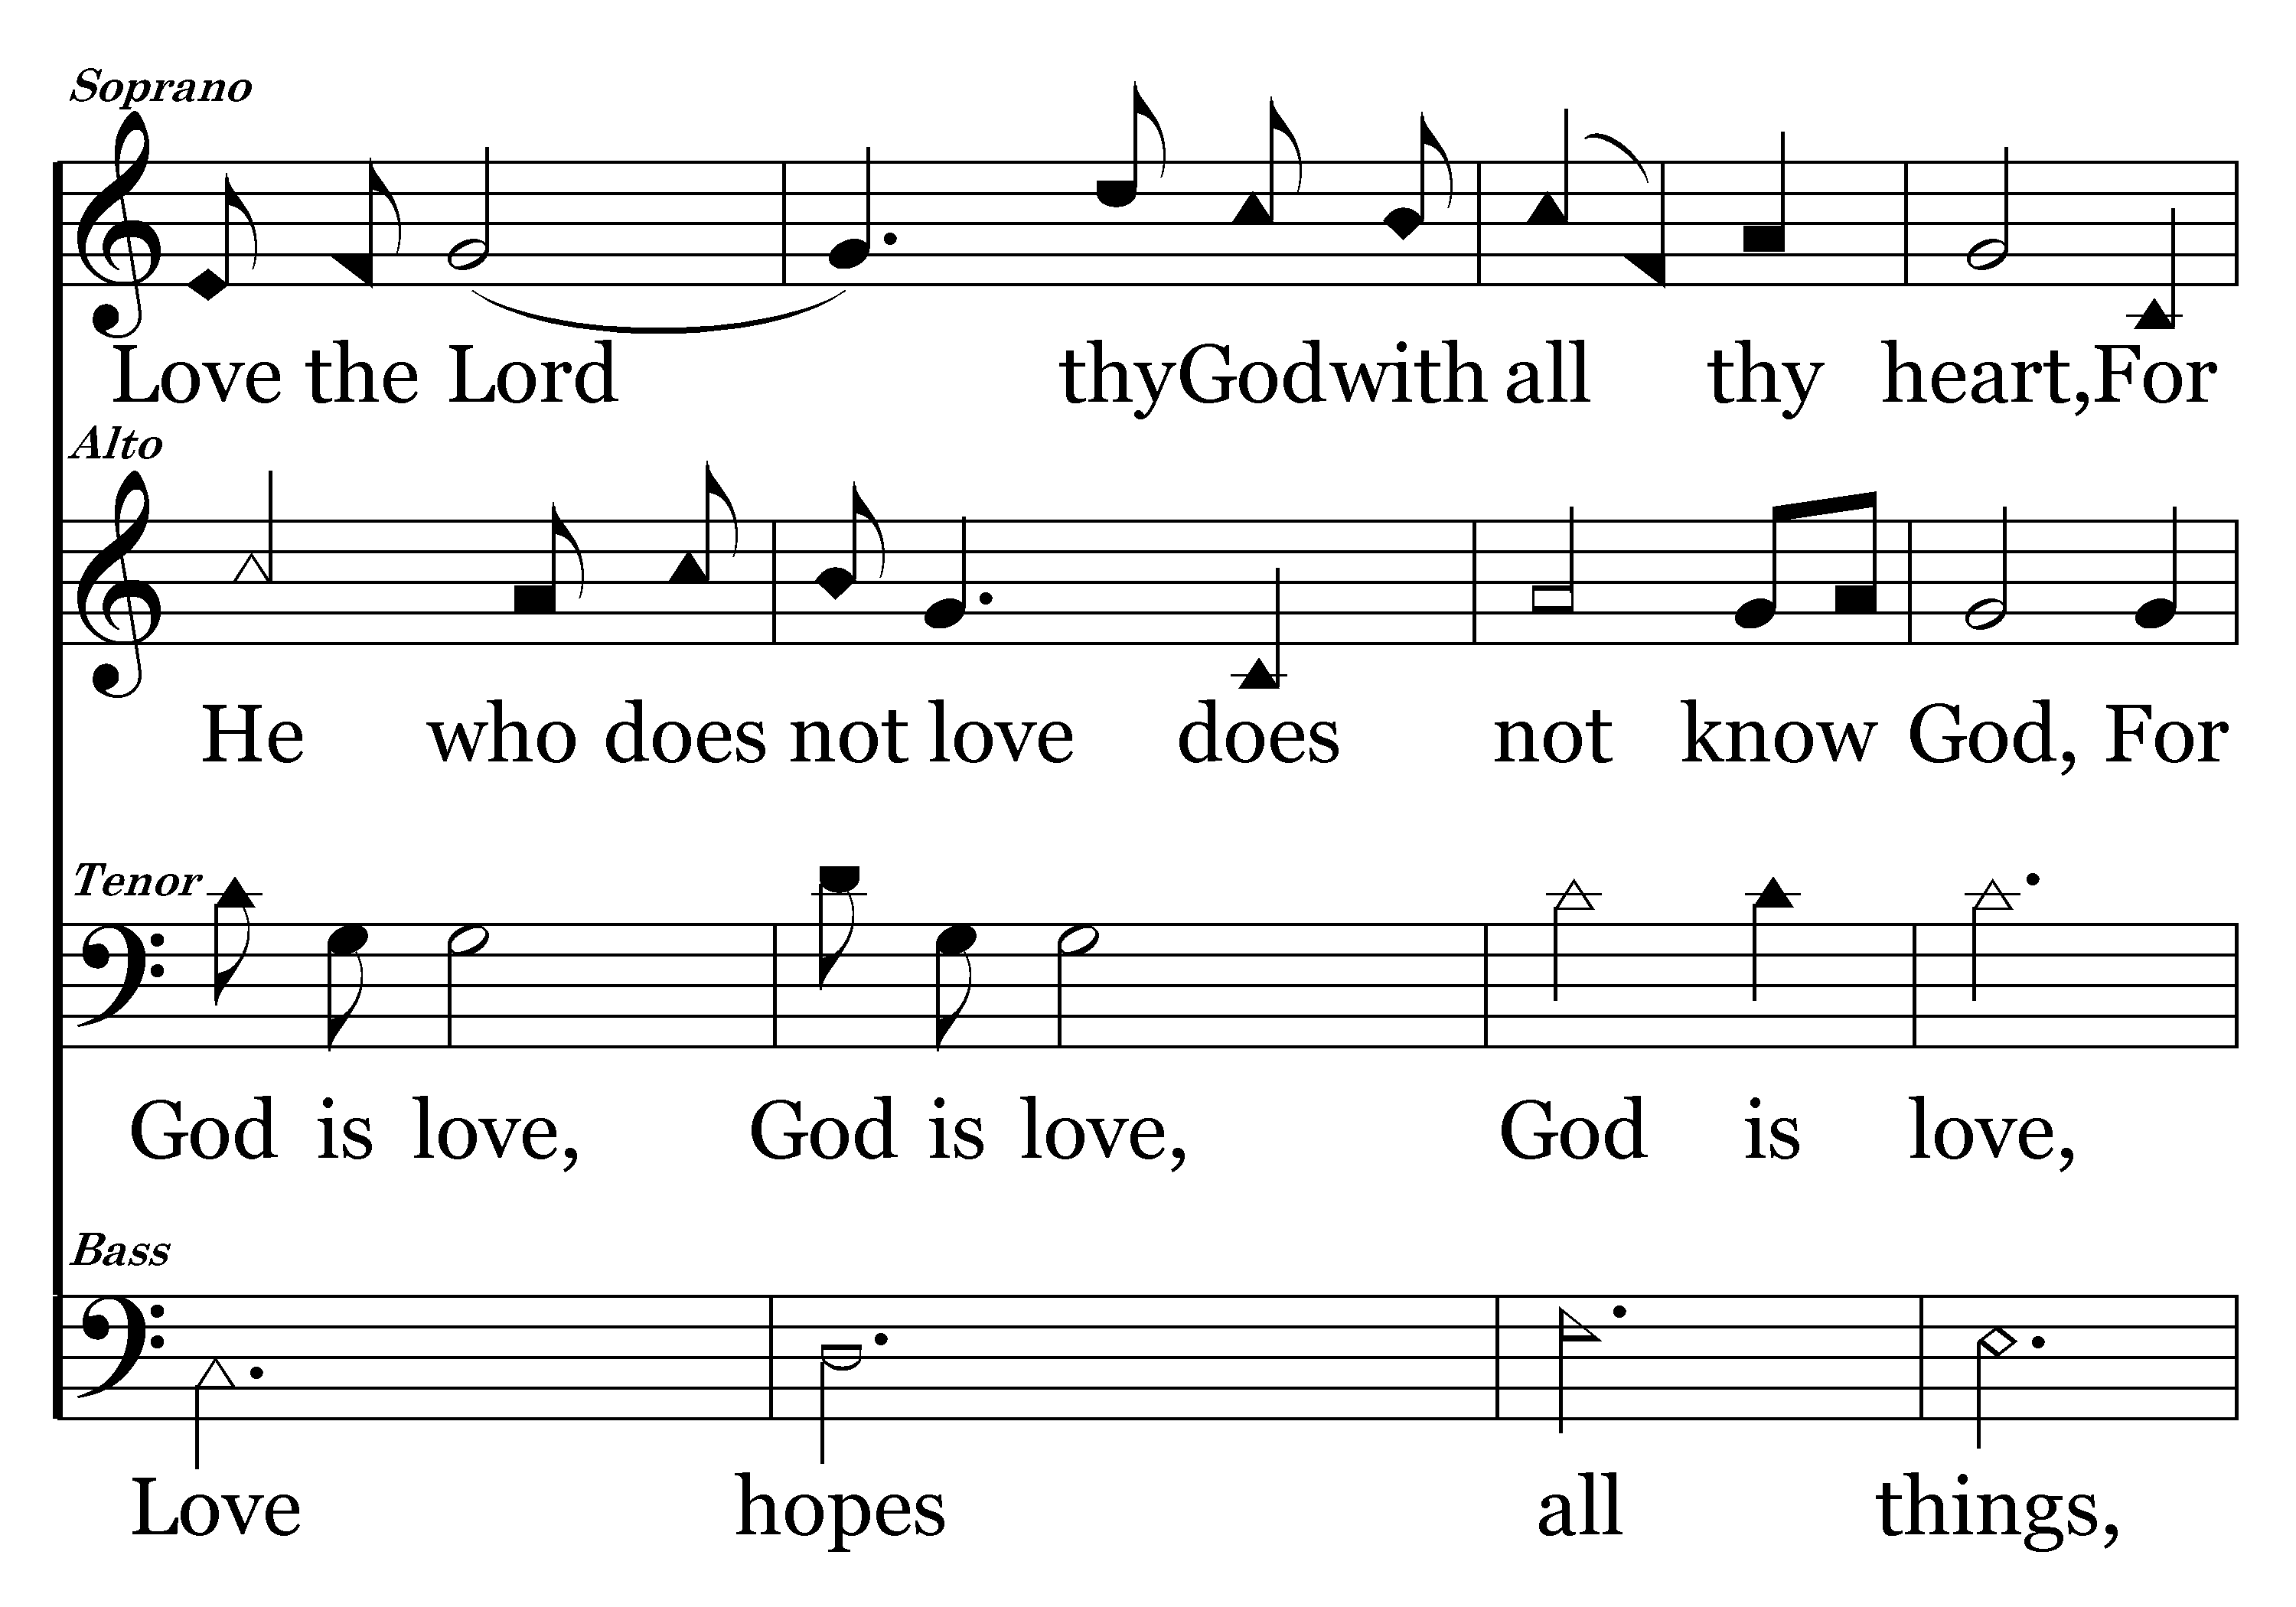 Soprano
Love the Lord thyGodwith all thy heart,For
Alto
He who does not love does not know God, For
Tenor
God is love, God is love, God is love,
Bass
Love hopes all things,